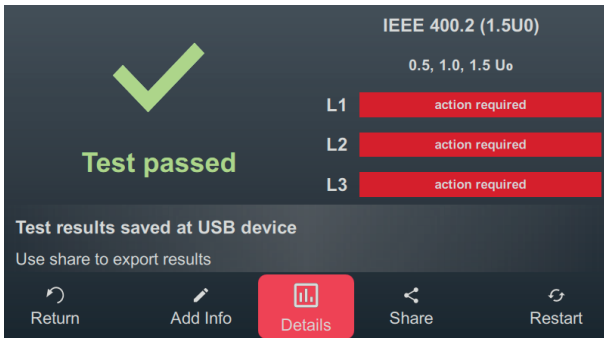 IEEE 400.2 (1.5U0)
0.5, 1.0, 1.5 U₀
L1 action required
L2 action required
Test passed
L3 action required
Test results saved at USB device
Use share to export results
Return Add Info Details Share Restart